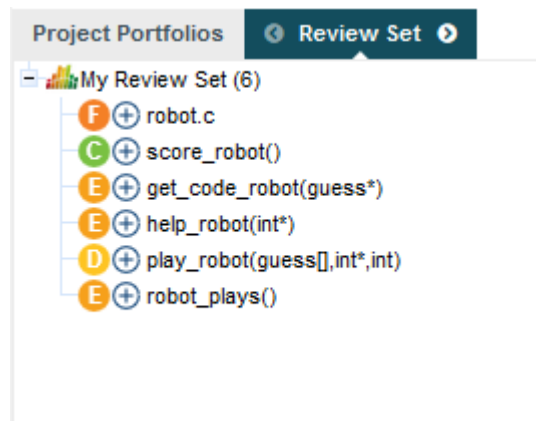 Project Portfolios Review Set
My Review Set (6)
F robot.c
C score_robot()
E get_code_robot(guess*)
E help_robot(int*)
D play_robot(guess[],int*,int)
E robot_plays()